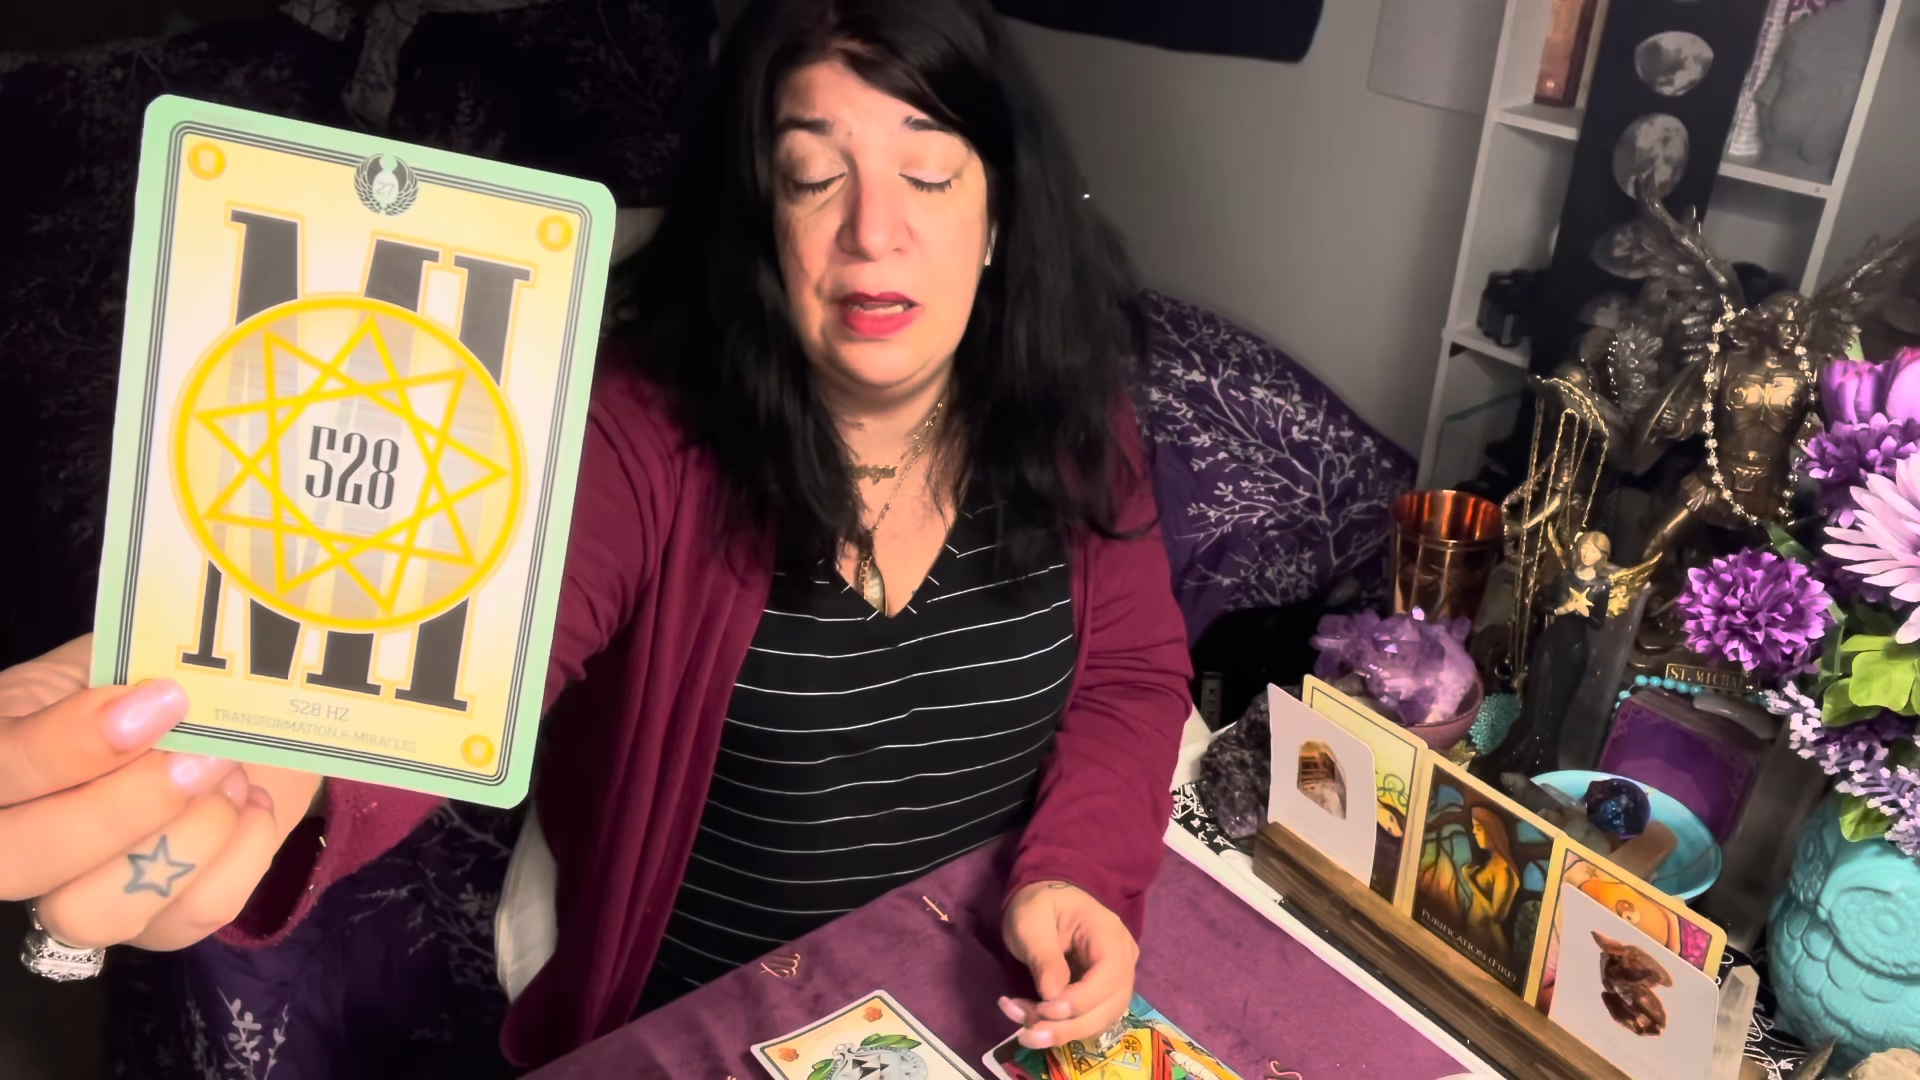 27
MI
528
528 HZ
TRANSFORMATION & MIRACLES
ST. MICHAEL
PURIFICATION (FIRE)